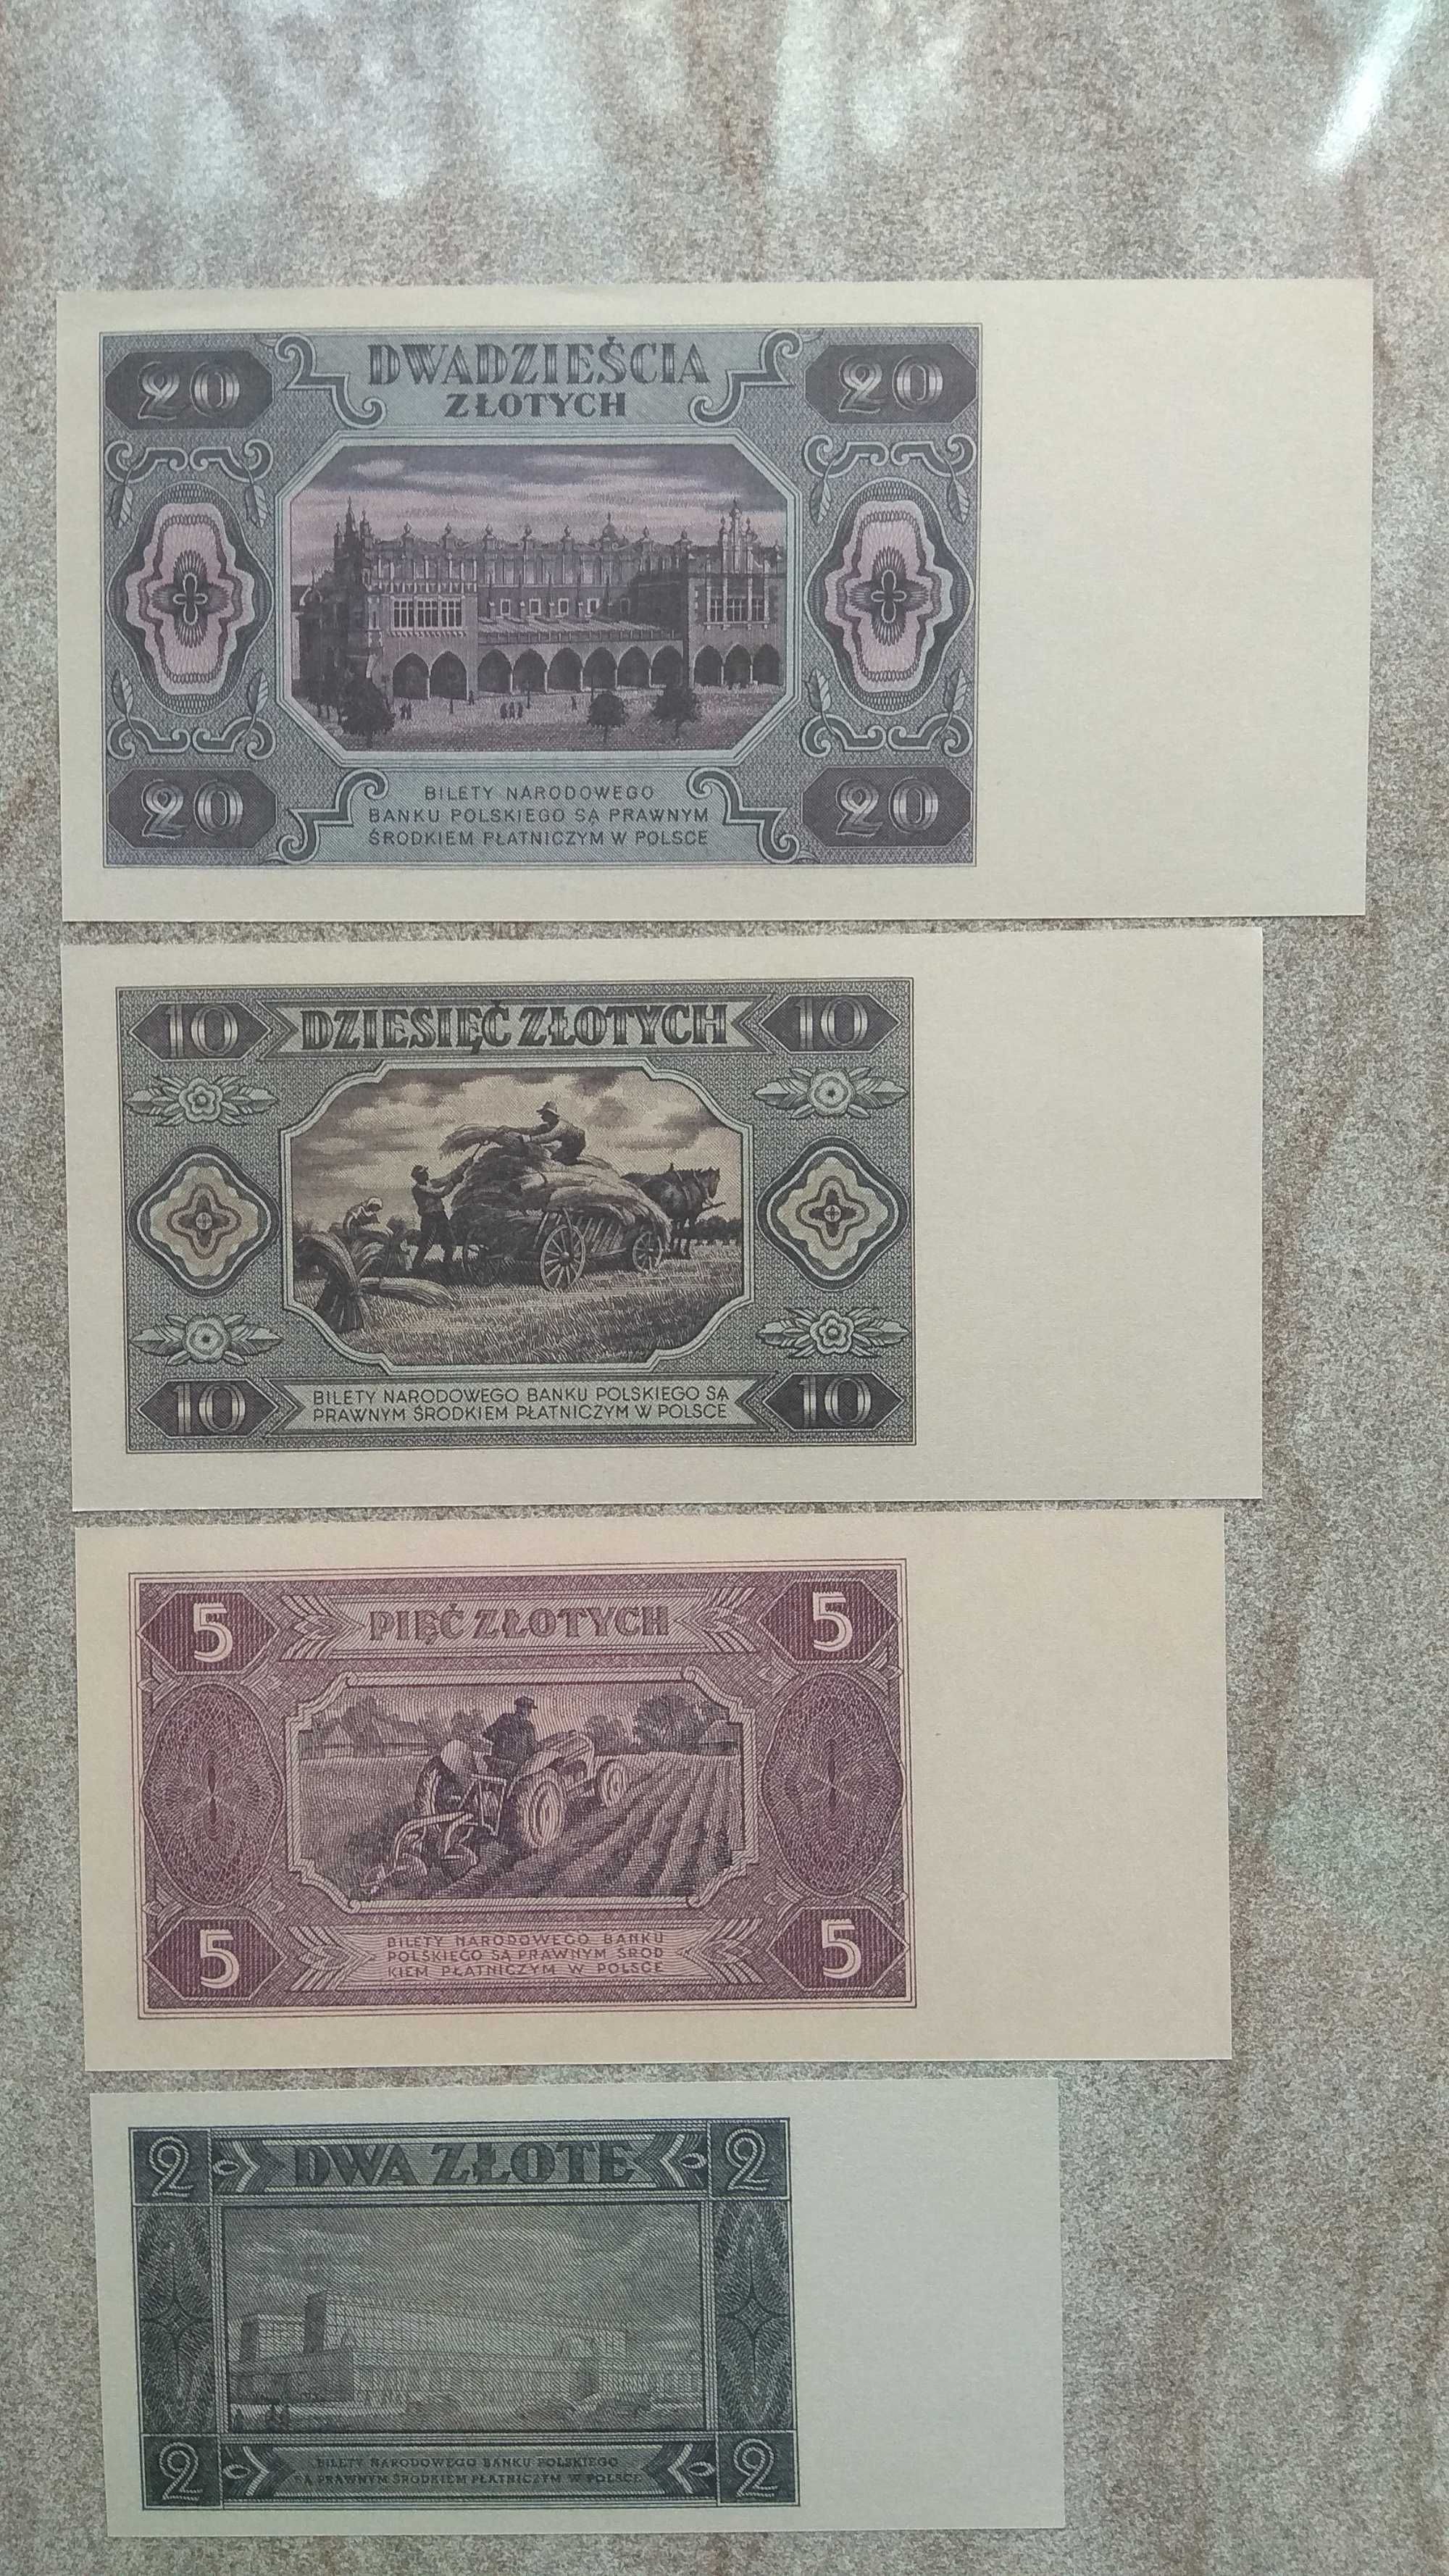 20 DWADZIEŚCIA 20
ZŁOTYCH
20 BILETY NARODOWEGO 20
BANKU POLSKIEGO SĄ PRAWNYM
ŚRODKIEM PŁATNICZYM W POLSCE
10 DZIESIĘĆ ZŁOTYCH 10
10 BILETY NARODOWEGO BANKU POLSKIEGO SĄ 10
PRAWNYM ŚRODKIEM PŁATNICZYM W POLSCE
5 PIĘĆ ZŁOTYCH 5
5 BILETY NARODOWEGO BANKU 5
POLSKIEGO SĄ PRAWNYM ŚROD
KIEM PŁATNICZYM W POLSCE
2 DWA ZŁOTE 2
2 BILETY NARODOWEGO BANKU POLSKIEGO 2
SĄ PRAWNYM ŚRODKIEM PŁATNICZYM W POLSCE